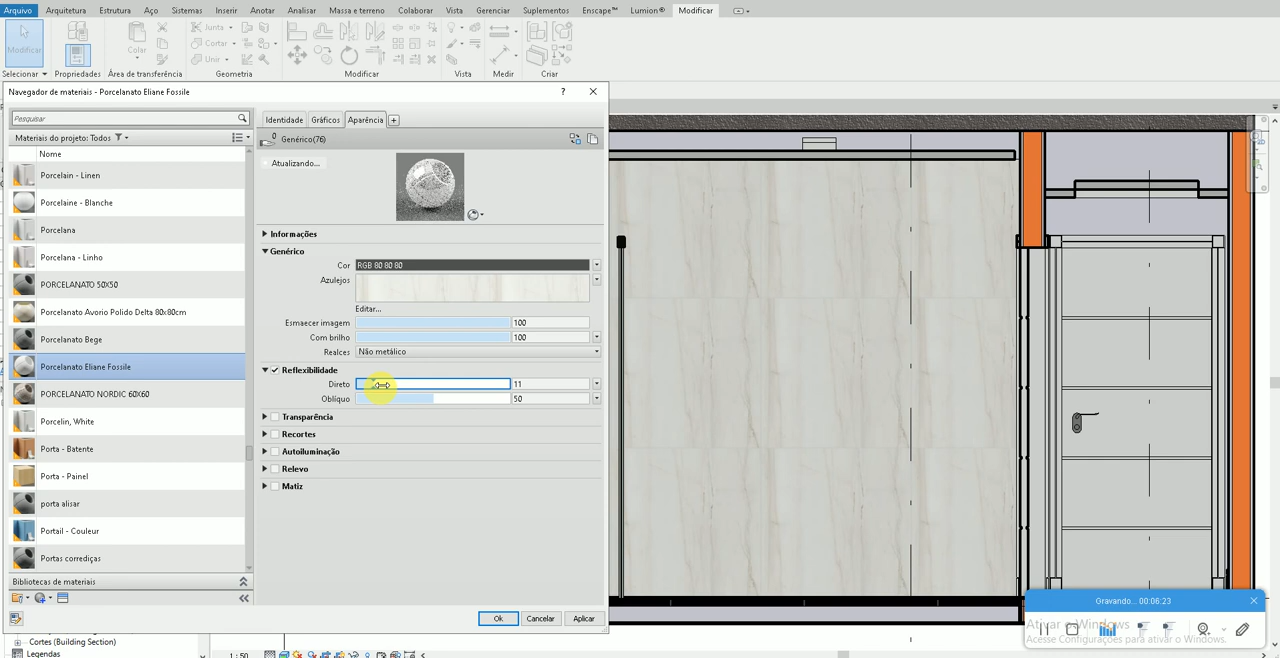 Arquivo Arquitetura Estrutura Aço Sistemas Inserir Anotar Analisar Massa e terreno Colaborar Vista Gerenciar Suplementos Enscape™ Lumion® Modificar
Modificar
Colar
Junta
Cortar
Unir
Selecionar Propriedades Área de transferência Geometria Modificar Vista Medir Criar
Navegador de materiais - Porcelanato Eliane Fossile
? ×
Pesquisar
Materiais do projeto: Todos
Nome
Porcelain - Linen
Porcelaine - Blanche
Porcelana
Porcelana - Linho
PORCELANATO 50X50
Porcelanato Avorio Polido Delta 80x80cm
Porcelanato Bege
Porcelanato Eliane Fossile
PORCELANATO NORDIC 60X60
Porcelin, White
Porta - Batente
Porta - Painel
porta alisar
Portail - Couleur
Portas corrediças
Bibliotecas de materiais
Identidade Gráficos Aparência +
0
Genérico(76)
Atualizando...
Informações
Genérico
Cor RGB 80 80 80
Azulejos
Editar...
Esmaecer imagem 100
Com brilho 100
Realces Não metálico
Reflexibilidade
Direto 11
Oblíquo 50
Transparência
Recortes
Autoiluminação
Relevo
Matiz
Ok Cancelar Aplicar
Cortes (Building Section)
Legendas
1 : 50
Gravando... 00:06:23
Ativar o Windows
Acesse Configurações para ativar o Windows.